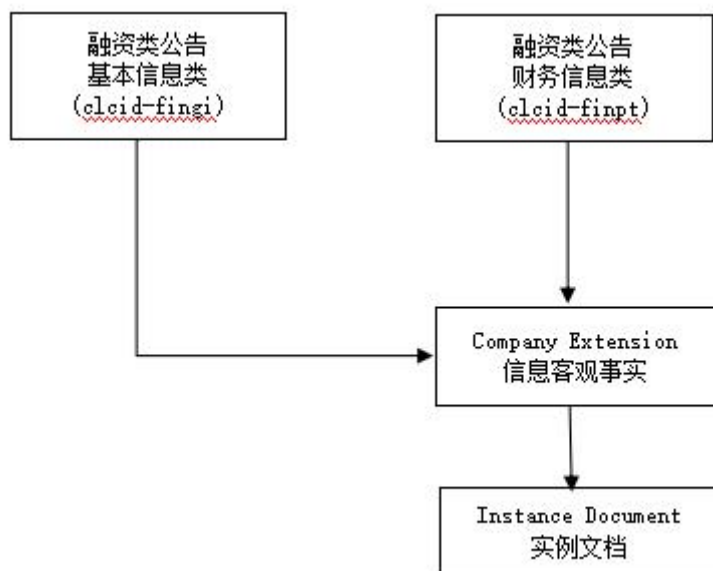 融资类公告
基本信息类
(clcid-fingi)
融资类公告
财务信息类
(clcid-finpt)
Company Extension
信息客观事实
Instance Document
实例文档